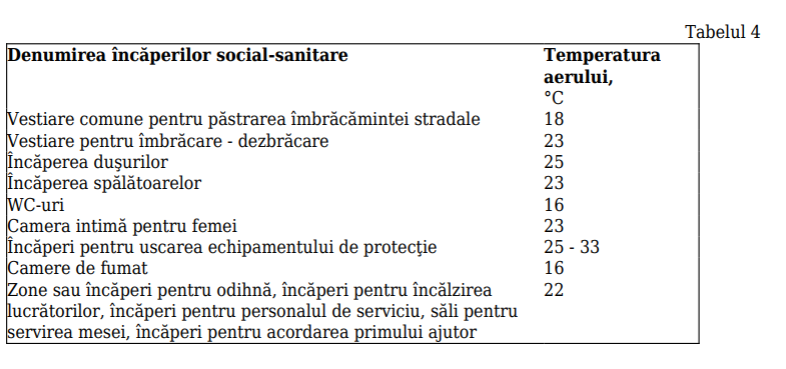 Tabelul 4
Denumirea încăperilor social-sanitare Temperatura
aerului,
°C
Vestiare comune pentru păstrarea îmbrăcămintei stradale 18
Vestiare pentru îmbrăcare - dezbrăcare 23
Încăperea duşurilor 25
Încăperea spălătoarelor 23
WC-uri 16
Camera intimă pentru femei 23
Încăperi pentru uscarea echipamentului de protecţie 25 - 33
Camere de fumat 16
Zone sau încăperi pentru odihnă, încăperi pentru încălzirea 22
lucrătorilor, încăperi pentru personalul de serviciu, săli pentru
servirea mesei, încăperi pentru acordarea primului ajutor